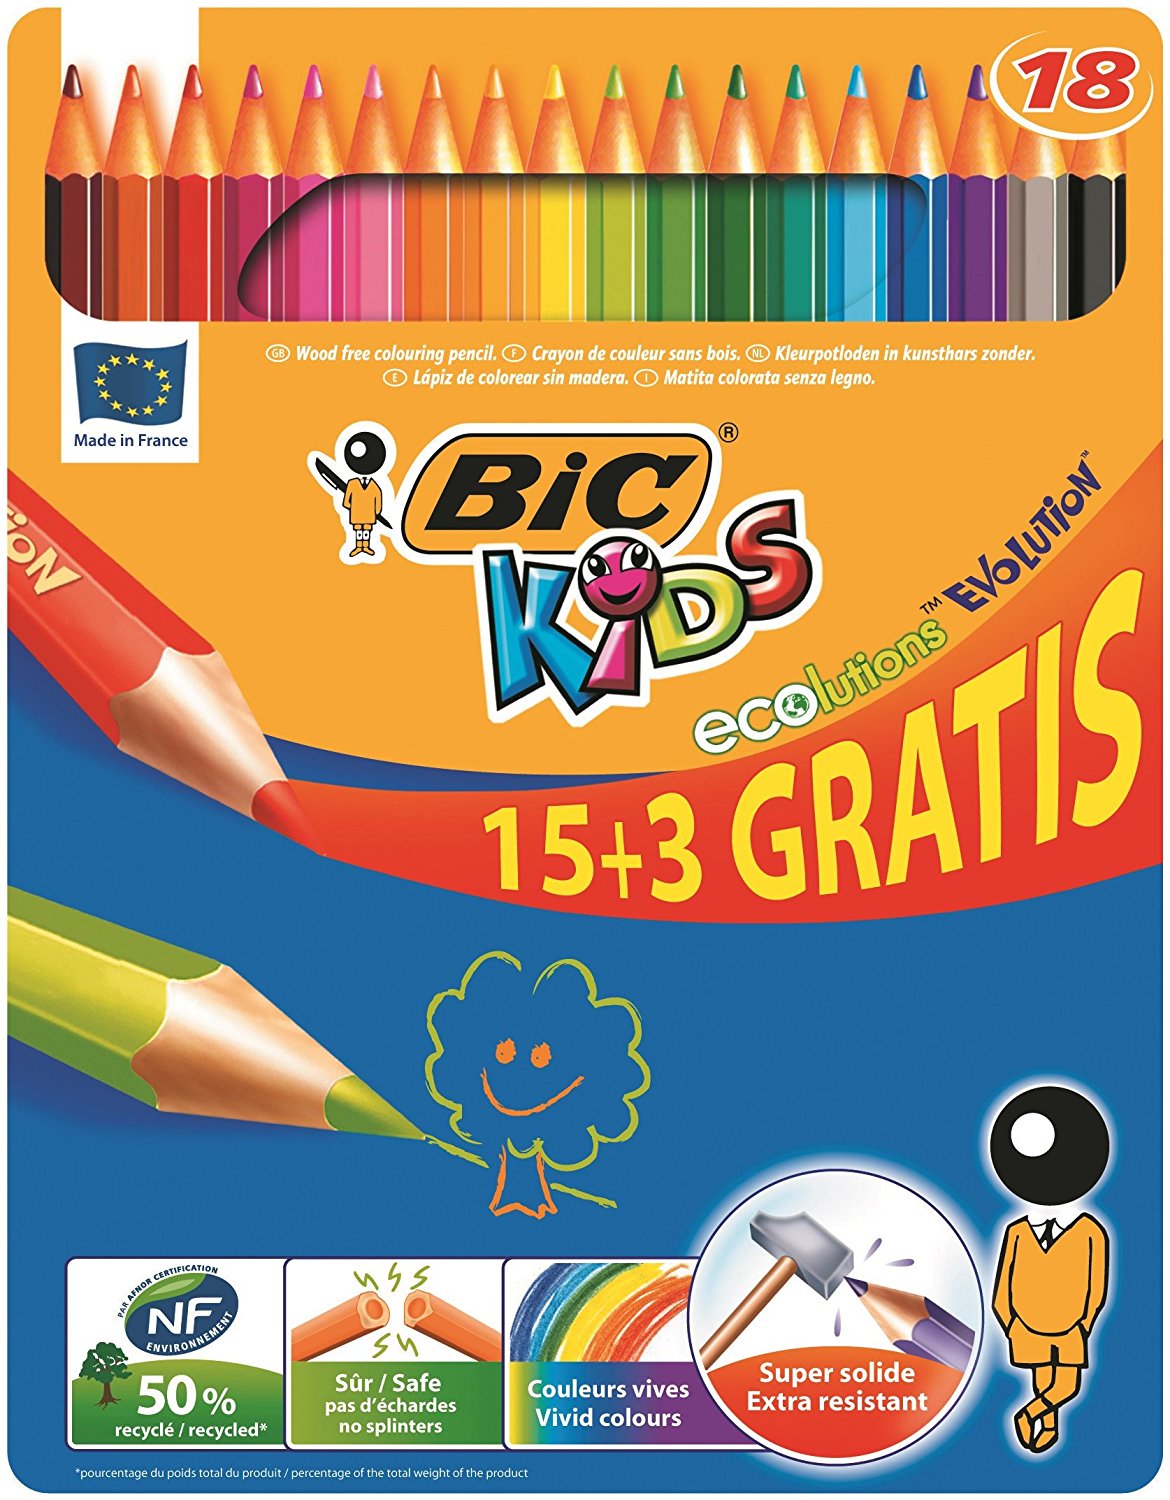 18
GB Wood free colouring pencil. F Crayon de couleur sans bois. NL Kleurpotloden in kunsthars zonder.
E Lápiz de colorear sin madera. I Matita colorata senza legno.
Made in France
BiC®
KiDS
ecolutions™ EVOLUTION™
15+3 GRATIS
PAR AFNOR CERTIFICATION
NF
ENVIRONNEMENT
50%
recyclé / recycled*
Sûr / Safe
pas d'échardes
no splinters
Couleurs vives
Vivid colours
Super solide
Extra resistant
*pourcentage du poids total du produit / percentage of the total weight of the product